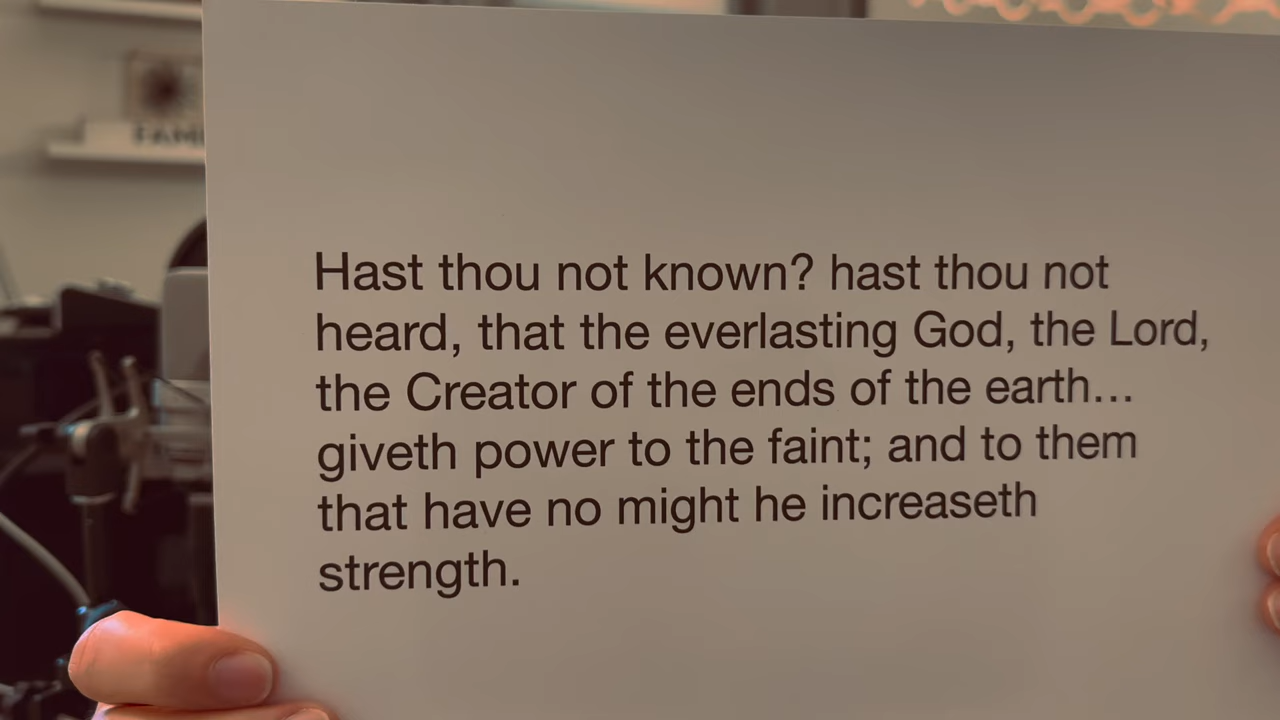 FAMI
Hast thou not known? hast thou not
heard, that the everlasting God, the Lord,
the Creator of the ends of the earth...
giveth power to the faint; and to them
that have no might he increaseth
strength.